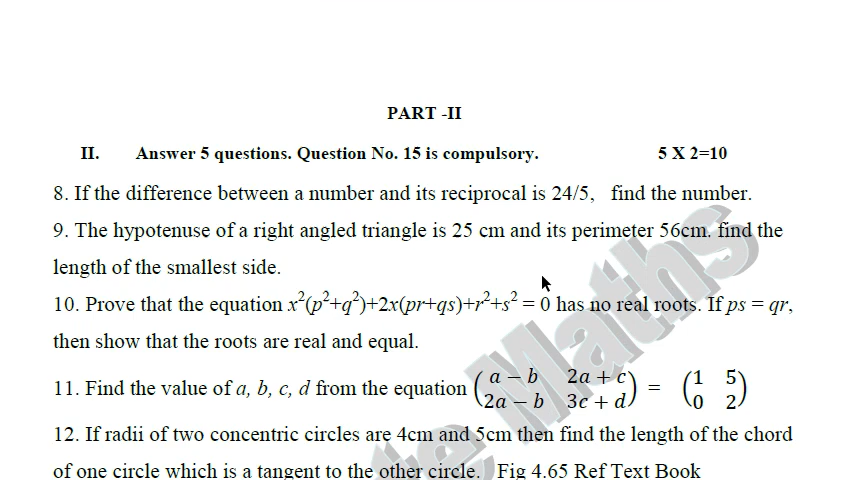 PART -II
II. Answer 5 questions. Question No. 15 is compulsory. 5 X 2=10
8. If the difference between a number and its reciprocal is 24/5, find the number.
9. The hypotenuse of a right angled triangle is 25 cm and its perimeter 56cm. find the
length of the smallest side.
10. Prove that the equation x²(p²+q²)+2x(pr+qs)+r²+s² = 0 has no real roots. If ps = qr,
then show that the roots are real and equal.
11. Find the value of a, b, c, d from the equation (a − b 2a + c
2a − b 3c + d) = (1 5
0 2)
12. If radii of two concentric circles are 4cm and 5cm then find the length of the chord
of one circle which is a tangent to the other circle. Fig 4.65 Ref Text Book
Maths